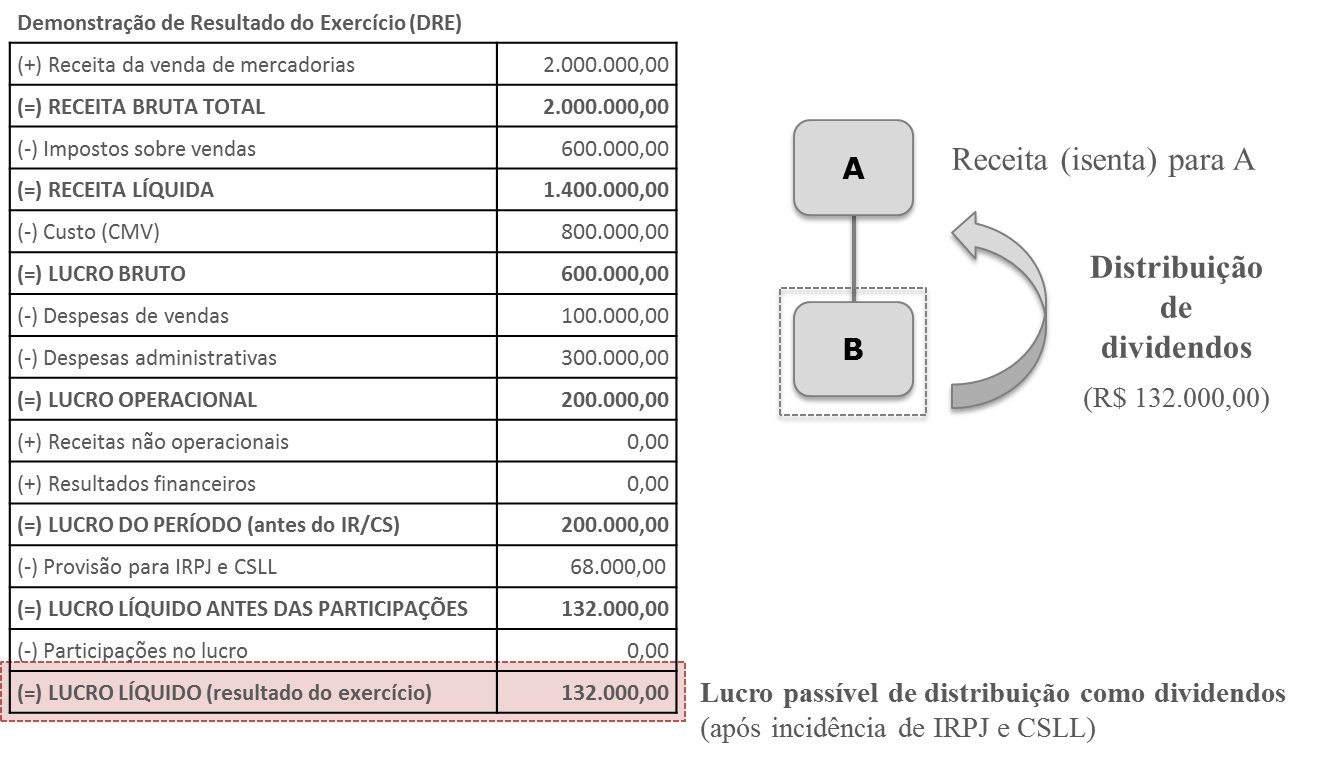 Demonstração de Resultado do Exercício (DRE)
(+) Receita da venda de mercadorias 2.000.000,00
(=) RECEITA BRUTA TOTAL 2.000.000,00
(-) Impostos sobre vendas 600.000,00
(=) RECEITA LÍQUIDA 1.400.000,00
(-) Custo (CMV) 800.000,00
(=) LUCRO BRUTO 600.000,00
(-) Despesas de vendas 100.000,00
(-) Despesas administrativas 300.000,00
(=) LUCRO OPERACIONAL 200.000,00
(+) Receitas não operacionais 0,00
(+) Resultados financeiros 0,00
(=) LUCRO DO PERÍODO (antes do IR/CS) 200.000,00
(-) Provisão para IRPJ e CSLL 68.000,00
(=) LUCRO LÍQUIDO ANTES DAS PARTICIPAÇÕES 132.000,00
(-) Participações no lucro 0,00
(=) LUCRO LÍQUIDO (resultado do exercício) 132.000,00
A
Receita (isenta) para A
B
Distribuição
de
dividendos
(R$ 132.000,00)
Lucro passível de distribuição como dividendos
(após incidência de IRPJ e CSLL)